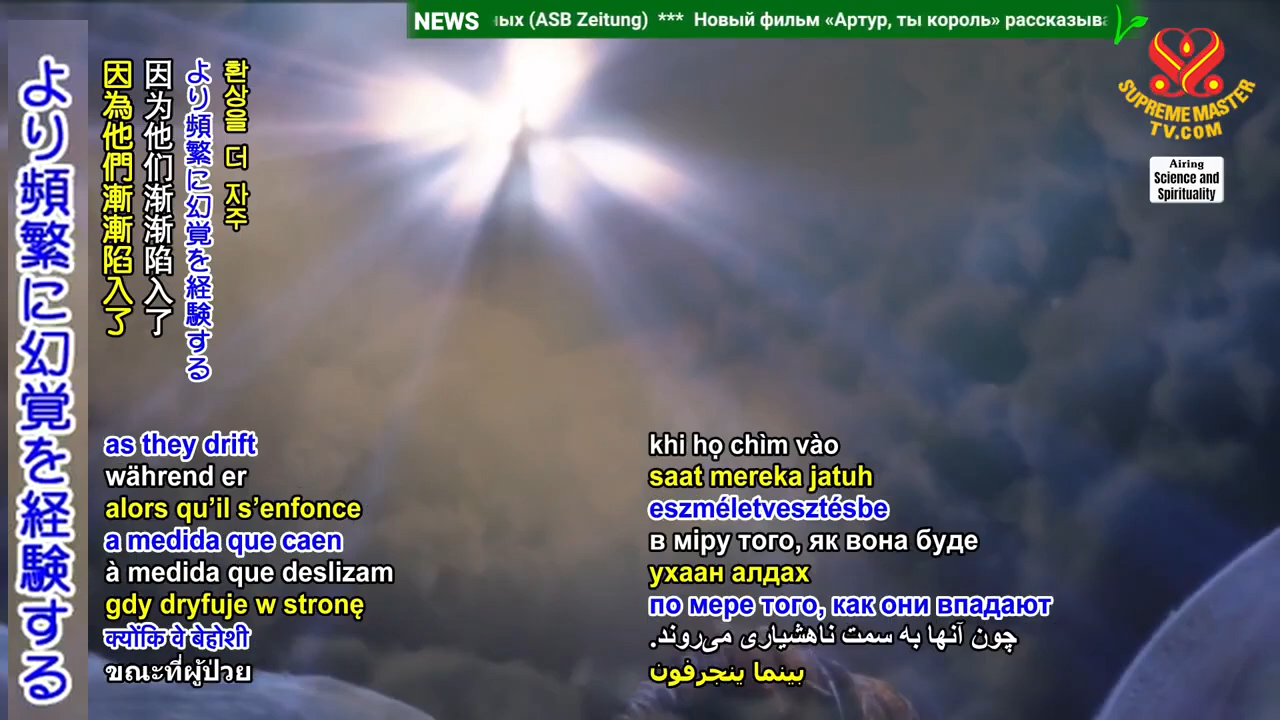 NEWS ных (ASB Zeitung) *** Новый фильм «Артур, ты король»
SUPREME MASTER
TV.COM
Airing
Science and
Spirituality
より頻繁に幻覚を経験する
因為他們漸漸陷入了
因为他们渐渐陷入了
より頻繁に幻覚を経験する
환상을 더 자주
as they drift
während er
alors qu’il s’enfonce
a medida que caen
à medida que deslizam
gdy dryfuje w stronę
क्योंकि वे बेहोशी
ขณะที่ผู้ป่วย
khi họ chìm vào
saat mereka jatuh
eszméletvesztésbe
в міру того, як вона буде
ухаан алдах
по мере того, как они впадают
چون آنها به سمت ناهشیاری می‌روند.
بينما ينجرفون